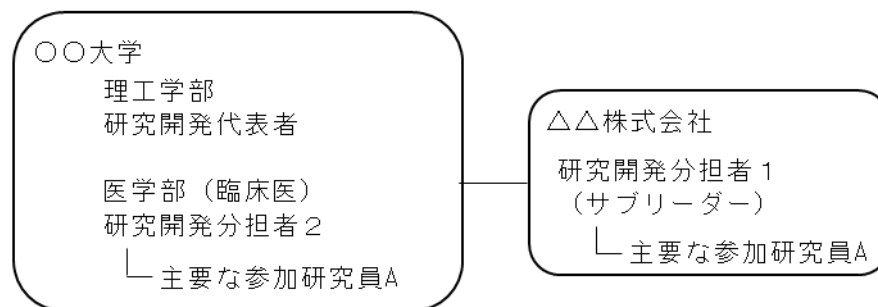 ○○大学
理工学部
研究開発代表者
医学部（臨床医）
研究開発分担者２
主要な参加研究員A
△△株式会社
研究開発分担者１
（サブリーダー）
主要な参加研究員A